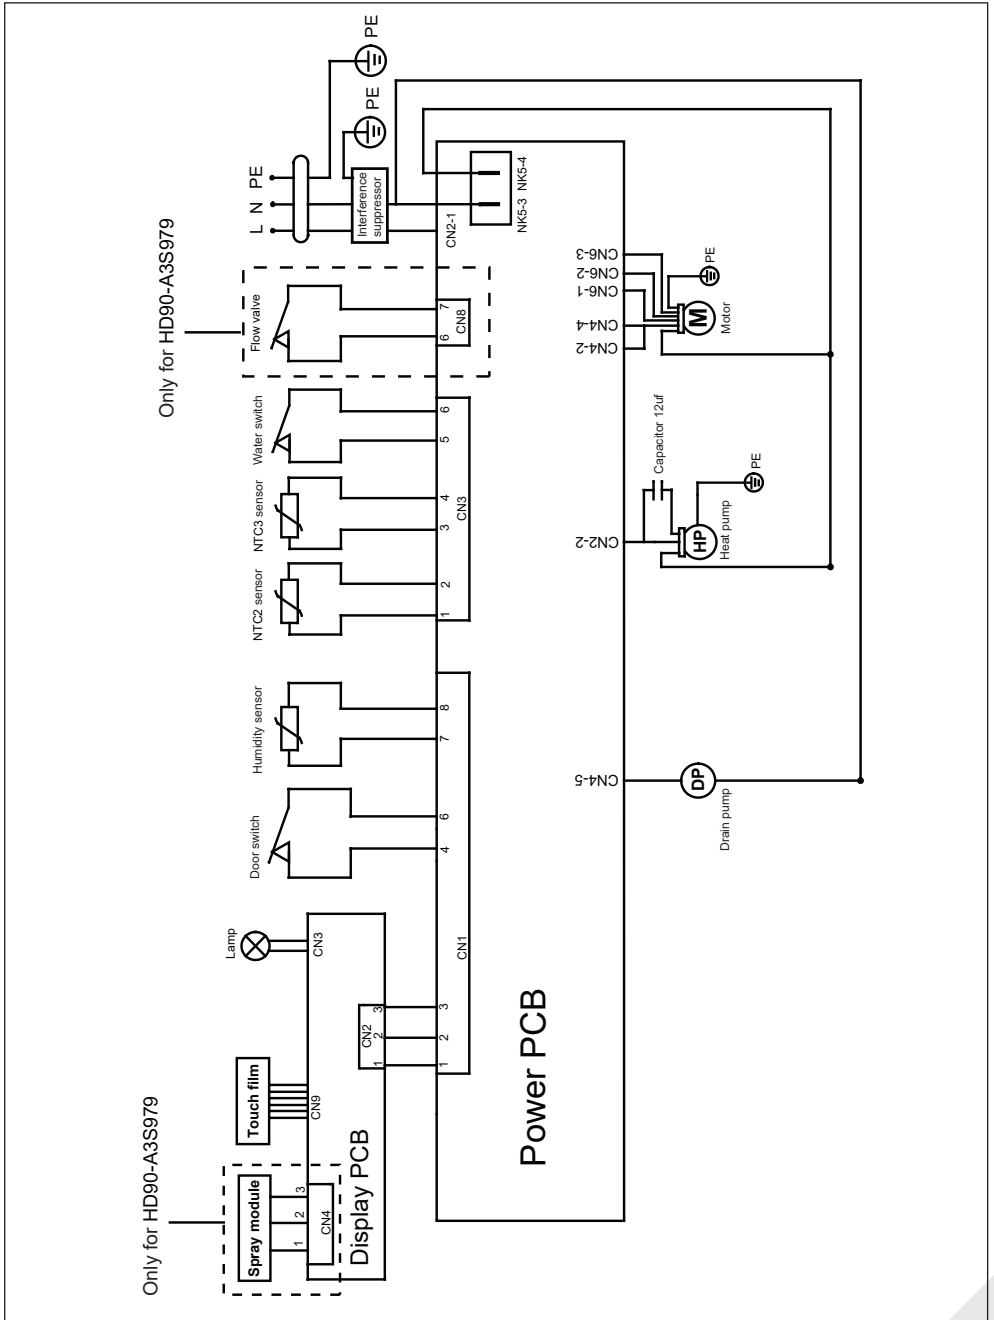 Only for HD90-A3S979
Spray module
1
2
3
CN4
Touch film
CN9
Display PCB
Lamp
CN3
CN2
1
2
3
1
2
3
CN1
Door switch
4
6
Humidity sensor
7
8
NTC2 sensor
1
2
NTC3 sensor
3
4
CN3
Water switch
5
6
Only for HD90-A3S979
Flow valve
6
7
CN8
L N PE
Interference
suppressor
PE
PE
CN2-1
NK5-3 NK5-4
Power PCB
CN4-5
DP
Drain pump
CN2-2
HP
Heat pump
Capacitor 12uf
PE
CN4-2
CN4-4
CN6-1
CN6-2
CN6-3
M
Motor
PE